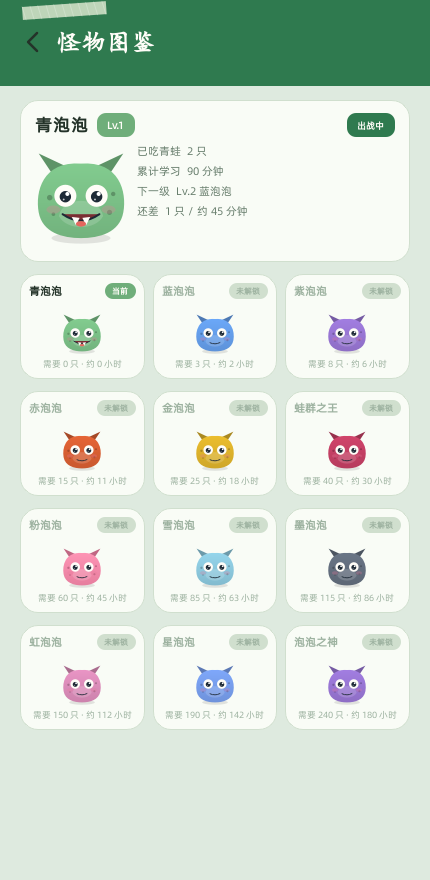 怪物图鉴
青泡泡 Lv.1 出战中
已吃青蛙 2 只
累计学习 90 分钟
下一级 Lv.2 蓝泡泡
还差 1 只 / 约 45 分钟
青泡泡 当前
需要 0 只 · 约 0 小时
蓝泡泡 未解锁
需要 3 只 · 约 2 小时
紫泡泡 未解锁
需要 8 只 · 约 6 小时
赤泡泡 未解锁
需要 15 只 · 约 11 小时
金泡泡 未解锁
需要 25 只 · 约 18 小时
蛙群之王 未解锁
需要 40 只 · 约 30 小时
粉泡泡 未解锁
需要 60 只 · 约 45 小时
雪泡泡 未解锁
需要 85 只 · 约 63 小时
墨泡泡 未解锁
需要 115 只 · 约 86 小时
虹泡泡 未解锁
需要 150 只 · 约 112 小时
星泡泡 未解锁
需要 190 只 · 约 142 小时
泡泡之神 未解锁
需要 240 只 · 约 180 小时